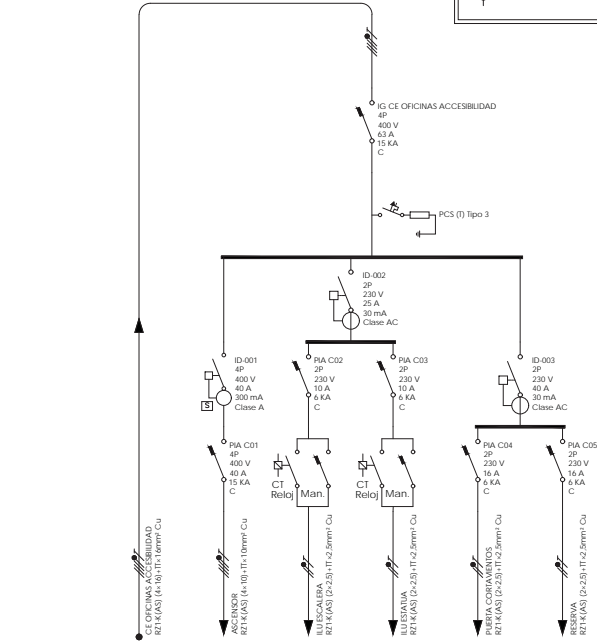 IG CE OFICINAS ACCESIBILIDAD
4P
400 V
63 A
15 KA
C
PCS (T) Tipo 3
ID-002
2P
230 V
25 A
30 mA
Clase AC
ID-001
4P
400 V
40 A
300 mA
Clase A
S
PIA C02
2P
230 V
10 A
6 KA
C
PIA C03
2P
230 V
10 A
6 KA
C
ID-003
2P
230 V
40 A
30 mA
Clase AC
PIA C01
4P
400 V
40 A
15 KA
C
CT
Reloj
Man.
CT
Reloj
Man.
PIA C04
2P
230 V
16 A
6 KA
C
PIA C05
2P
230 V
16 A
6 KA
C
CE OFICINAS ACCESIBILIDAD
RZ1-K(AS) (4×16)+TT×16mm² Cu
ASCENSOR
RZ1-K(AS) (4×10)+TT×10mm² Cu
ILU ESCALERA
RZ1-K(AS) (2×2,5)+TT×2,5mm² Cu
ILU ESTATUA
RZ1-K(AS) (2×2,5)+TT×2,5mm² Cu
PUERTA CORTAVIENTOS
RZ1-K(AS) (2×2,5)+TT×2,5mm² Cu
RESERVA
RZ1-K(AS) (2×2,5)+TT×2,5mm² Cu